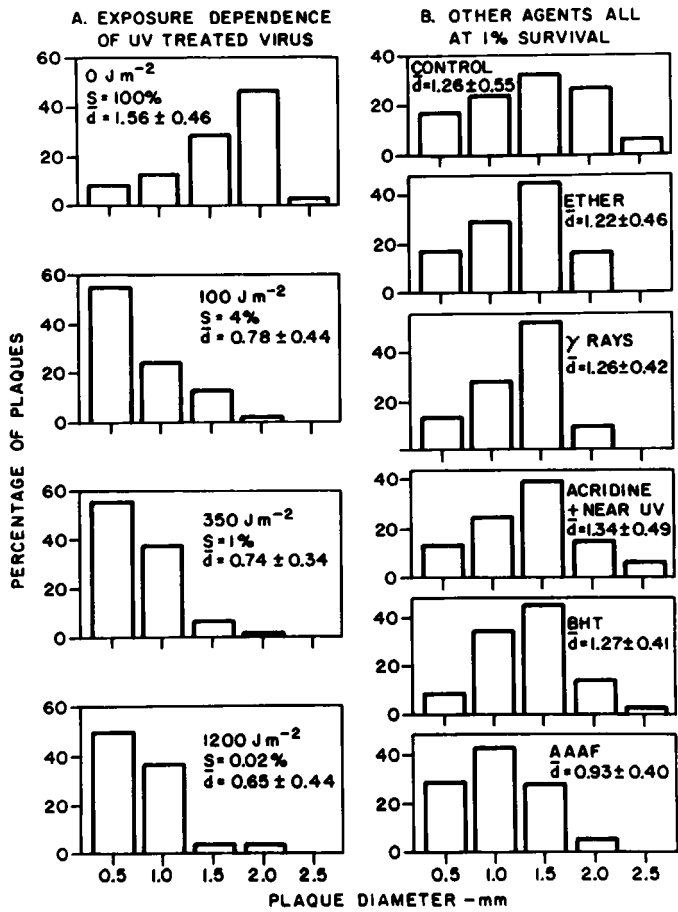 A. EXPOSURE DEPENDENCE
OF UV TREATED VIRUS
60
40
20
0
0 J m⁻²
S = 100%
d̄ = 1.56 ± 0.46
60
40
20
0
100 J m⁻²
S = 4%
d̄ = 0.78 ± 0.44
60
40
20
0
350 J m⁻²
S = 1%
d̄ = 0.74 ± 0.34
60
40
20
0
1200 J m⁻²
S = 0.02%
d̄ = 0.65 ± 0.44
0.5 1.0 1.5 2.0 2.5
B. OTHER AGENTS ALL
AT 1% SURVIVAL
40
20
0
CONTROL
d̄=1.26±0.55
40
20
0
ETHER
d̄=1.22±0.46
40
20
γ RAYS
d̄=1.26±0.42
40
20
0
ACRIDINE
+ NEAR UV
d̄=1.34±0.49
40
20
0
BHT
d̄=1.27±0.41
40
20
0
AAAF
d̄=0.93±0.40
0.5 1.0 1.5 2.0 2.5
PERCENTAGE OF PLAQUES
PLAQUE DIAMETER -mm